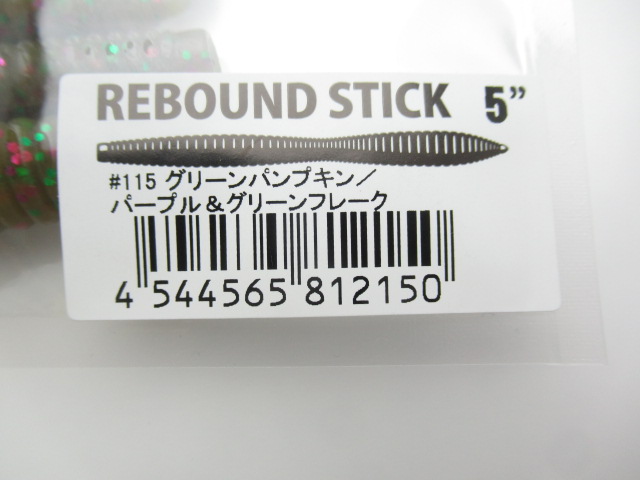 REBOUND STICK 5”
#115 グリーンパンプキン／
パープル＆グリーンフレーク
4 544565 812150